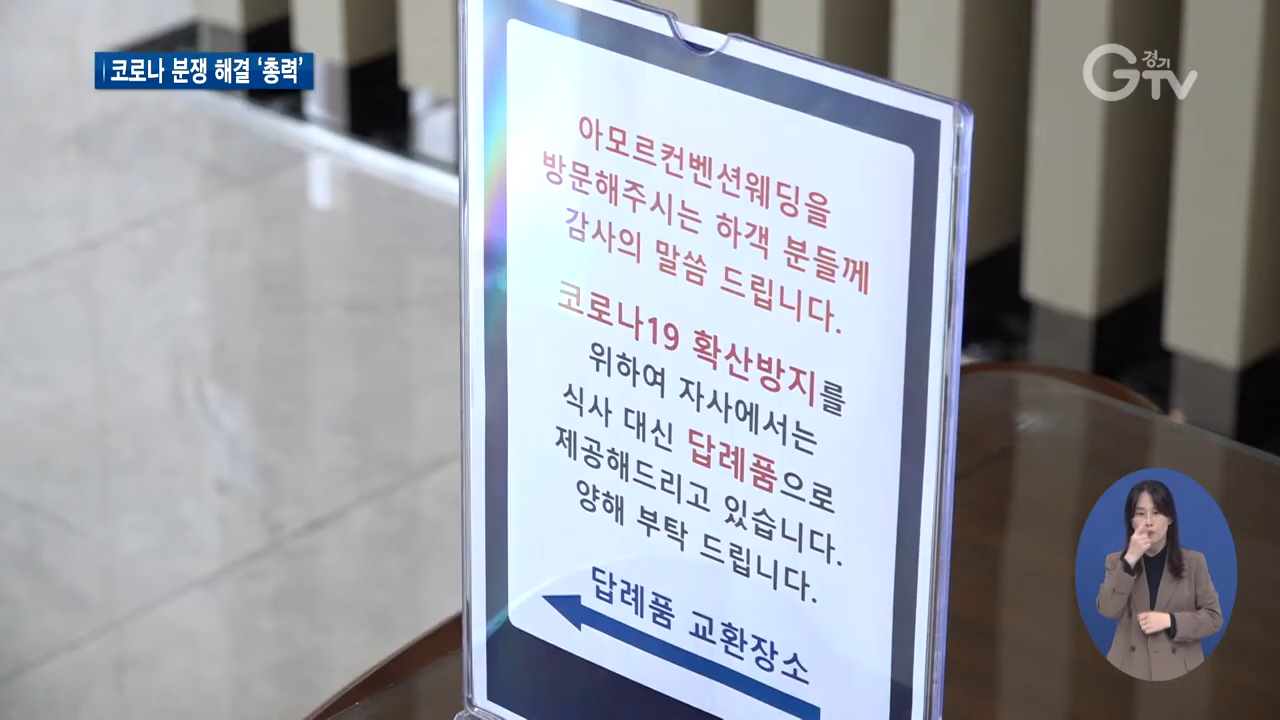 코로나 분쟁 해결 ‘총력’
G경기TV
아모르컨벤션웨딩을
방문해주시는 하객 분들께
감사의 말씀 드립니다.
코로나19 확산방지를
위하여 자사에서는
식사 대신 답례품으로
제공해드리고 있습니다.
양해 부탁 드립니다.
답례품 교환장소